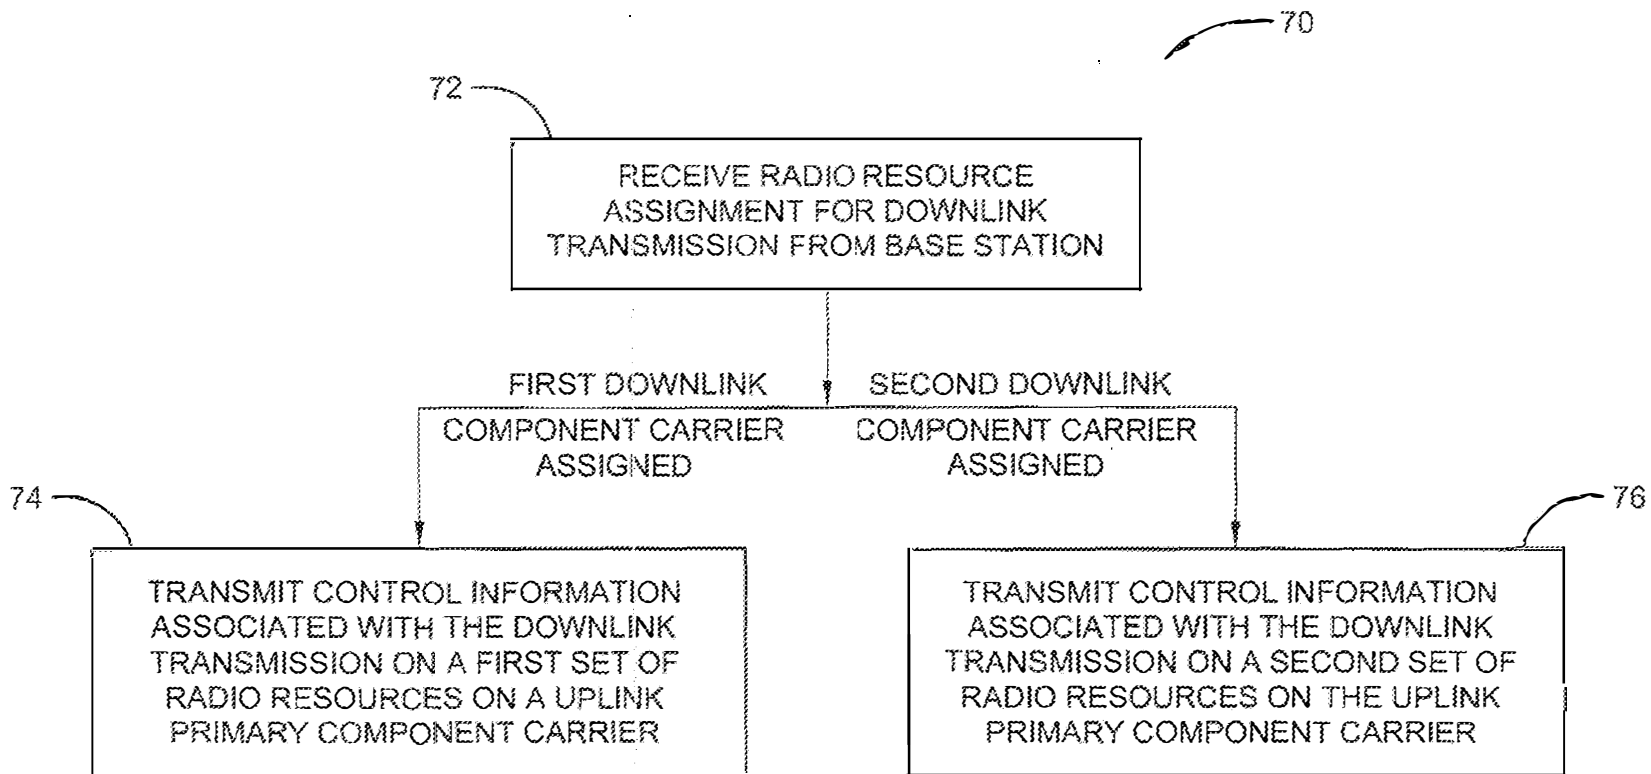 70
72
RECEIVE RADIO RESOURCE
ASSIGNMENT FOR DOWNLINK
TRANSMISSION FROM BASE STATION
FIRST DOWNLINK
COMPONENT CARRIER
ASSIGNED
SECOND DOWNLINK
COMPONENT CARRIER
ASSIGNED
74
TRANSMIT CONTROL INFORMATION
ASSOCIATED WITH THE DOWNLINK
TRANSMISSION ON A FIRST SET OF
RADIO RESOURCES ON A UPLINK
PRIMARY COMPONENT CARRIER
76
TRANSMIT CONTROL INFORMATION
ASSOCIATED WITH THE DOWNLINK
TRANSMISSION ON A SECOND SET OF
RADIO RESOURCES ON THE UPLINK
PRIMARY COMPONENT CARRIER